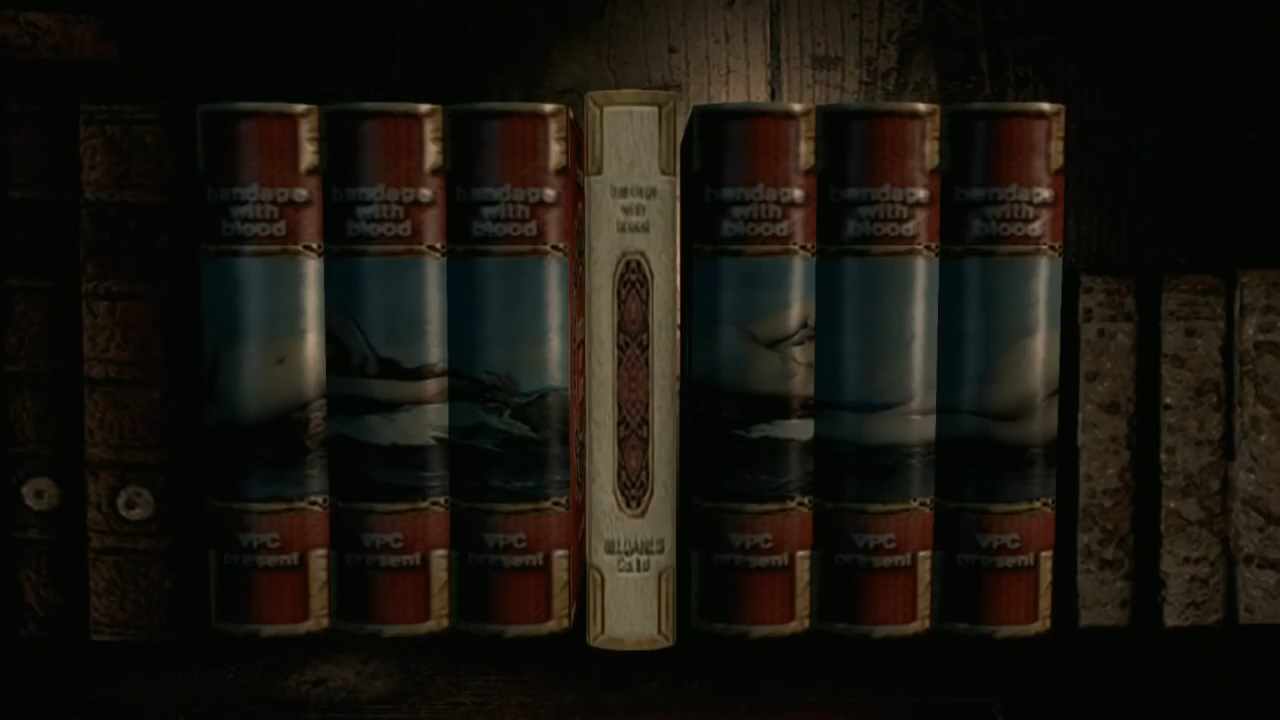 bandage
with
blood
VPC
present
bandage
with
blood
VPC
present
bandage
with
blood
VPC
present
bandage
with
blood
bandage
with
blood
VPC
present
bandage
with
blood
VPC
present
bandage
with
blood
VPC
present